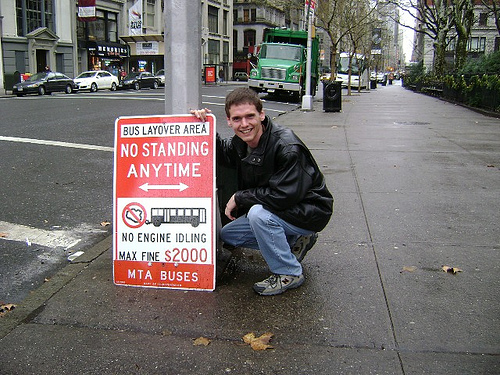 BUS LAYOVER AREA
NO STANDING
ANYTIME
NO ENGINE IDLING
MAX FINE $2000
MTA BUSES